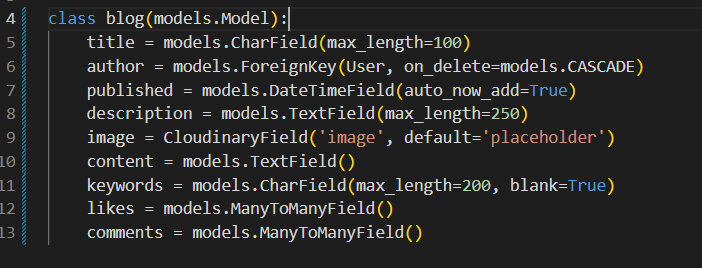 4 class blog(models.Model):
5 title = models.CharField(max_length=100)
6 author = models.ForeignKey(User, on_delete=models.CASCADE)
7 published = models.DateTimeField(auto_now_add=True)
8 description = models.TextField(max_length=250)
9 image = CloudinaryField('image', default='placeholder')
10 content = models.TextField()
11 keywords = models.CharField(max_length=200, blank=True)
12 likes = models.ManyToManyField()
13 comments = models.ManyToManyField()